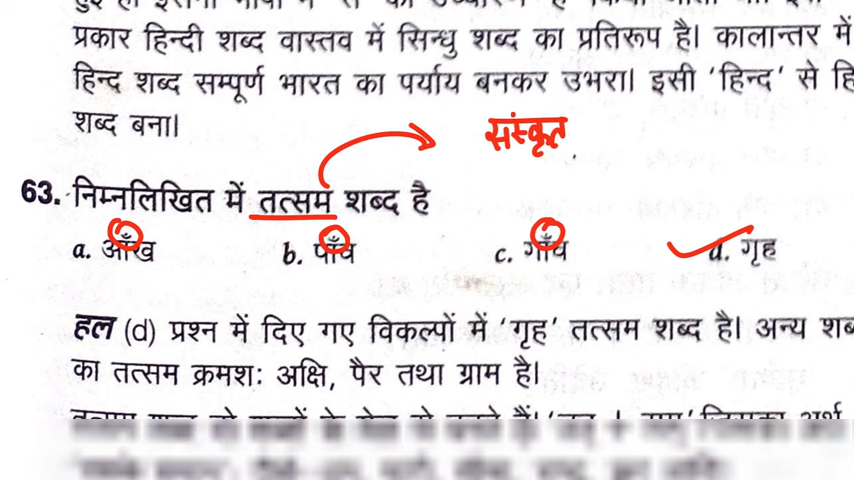 प्रकार हिन्दी शब्द वास्तव में सिन्धु शब्द का प्रतिरूप है। कालान्तर में
हिन्द शब्द सम्पूर्ण भारत का पर्याय बनकर उभरा। इसी 'हिन्द' से हि
शब्द बना।
संस्कृत
63. निम्नलिखित में तत्सम शब्द है
a. आँख b. पाँव c. गाँव d. गृह
हल (d) प्रश्न में दिए गए विकल्पों में 'गृह' तत्सम शब्द है। अन्य शब्
का तत्सम क्रमशः अक्षि, पैर तथा ग्राम है।